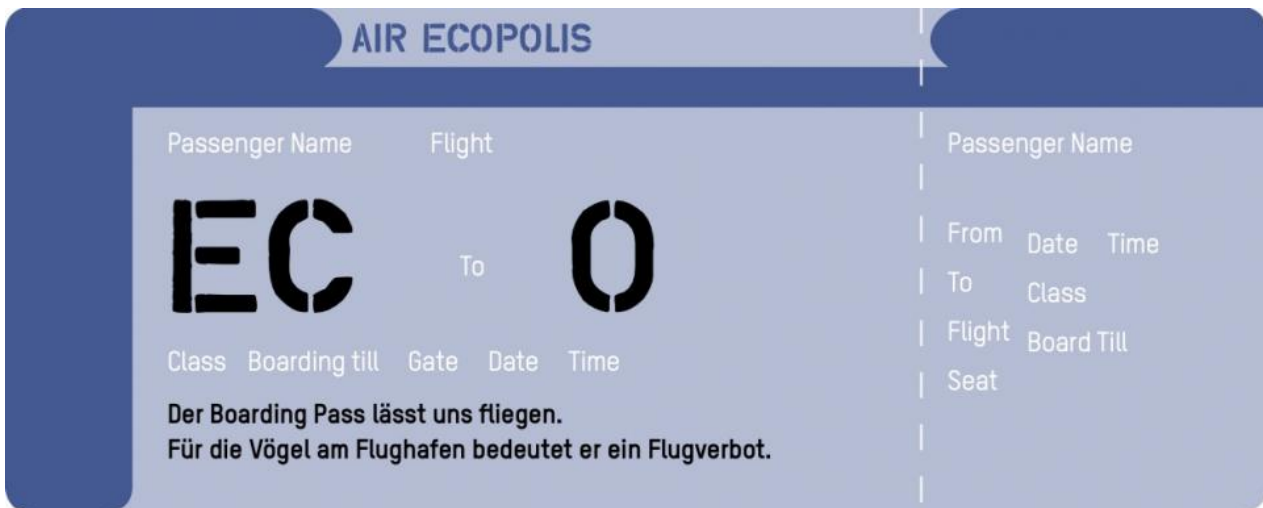 AIR ECOPOLIS
Passenger Name Flight
EC To O
Class Boarding till Gate Date Time
Der Boarding Pass lässt uns fliegen.
Für die Vögel am Flughafen bedeutet er ein Flugverbot.
Passenger Name
From Date Time
To Class
Flight Board Till
Seat